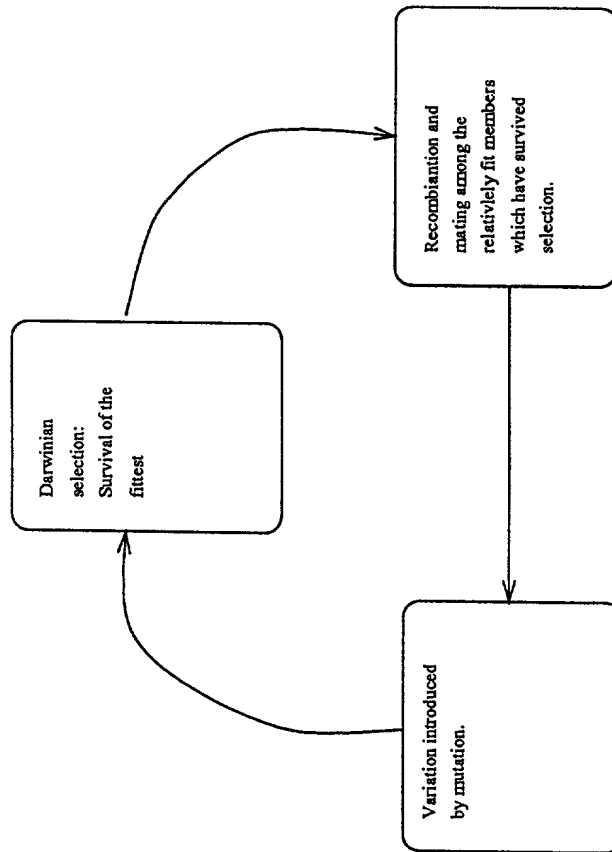 Darwinian
selection:
Survival of the
fittest
Recombiantion and
mating among the
relativlely fit members
which have survived
selection.
Variation introduced
by mutation.